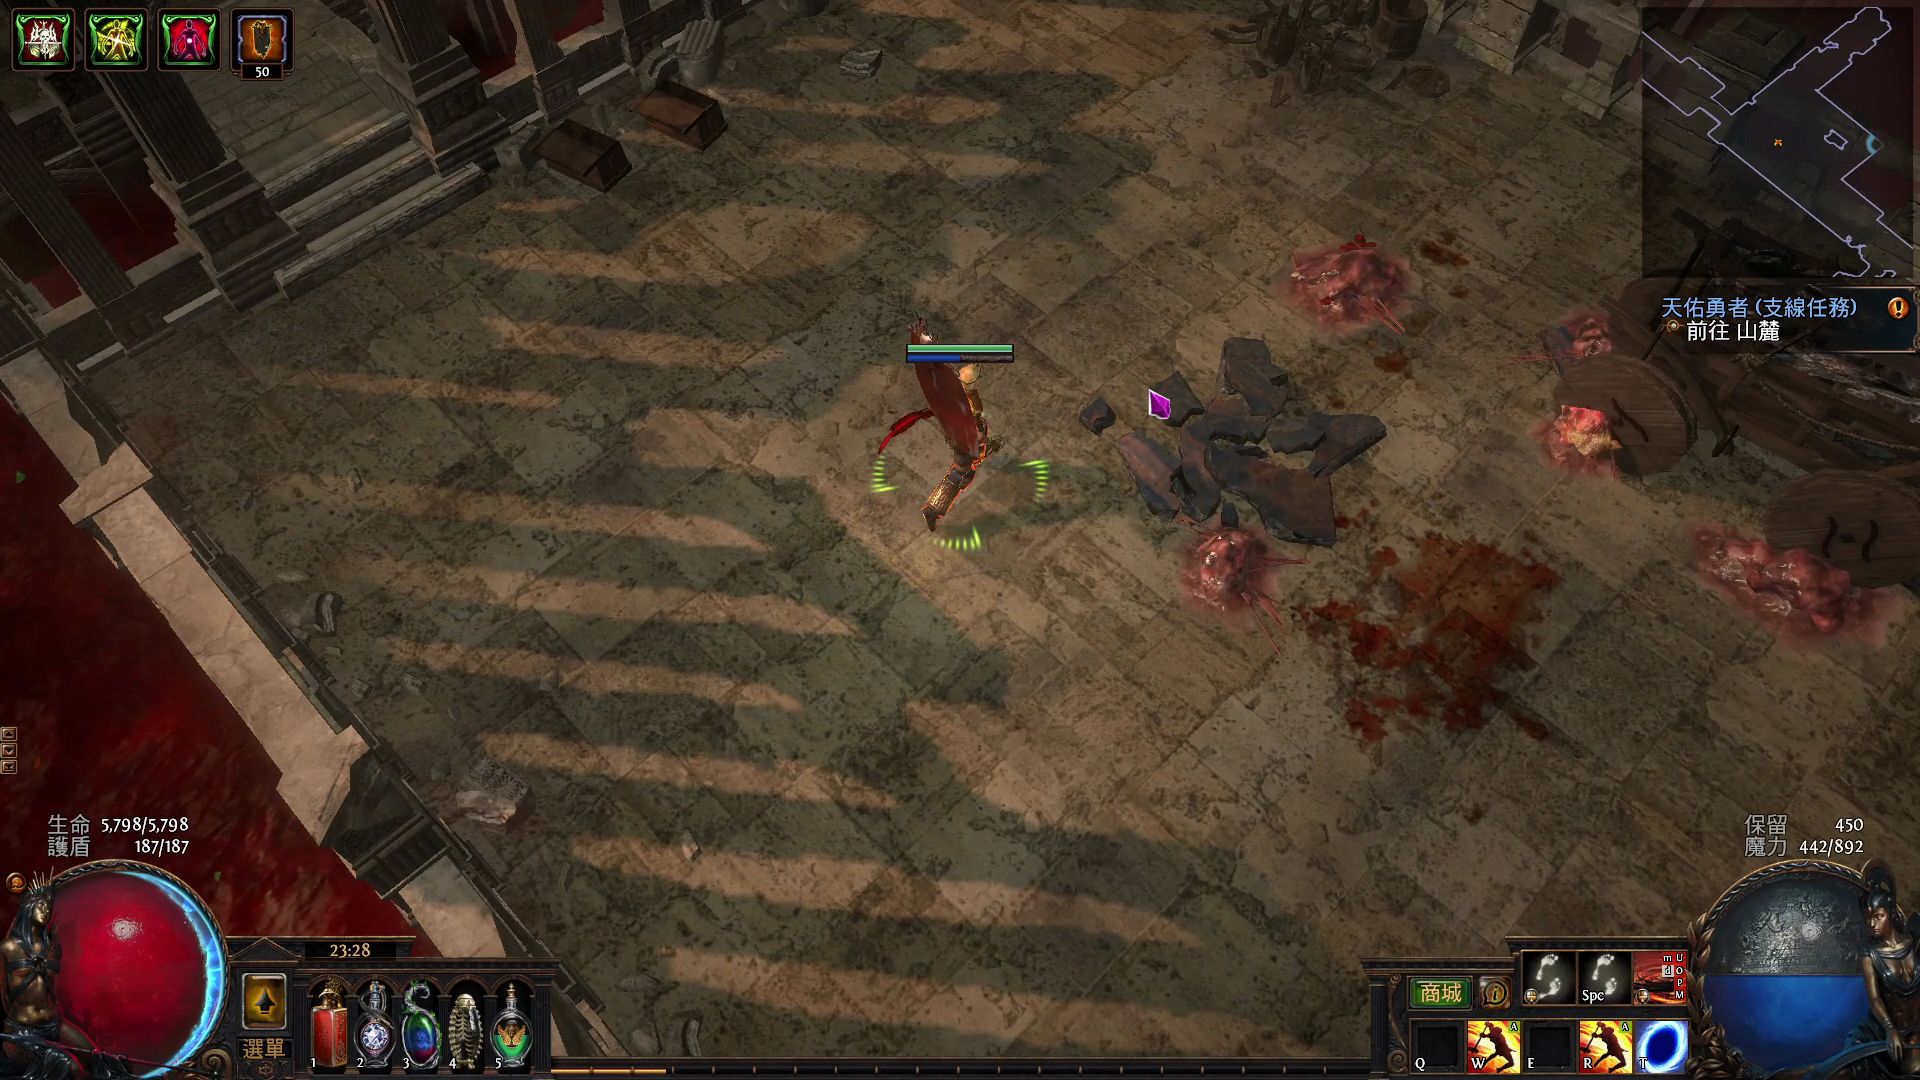 50
天佑勇者 (支線任務)
前往 山麓
生命 5,798/5,798
護盾 187/187
保留 450
魔力 442/892
23:28
選單
1 2 3 4 5
商城
Spc
m U
d O
P
M
Q W E R T
A A